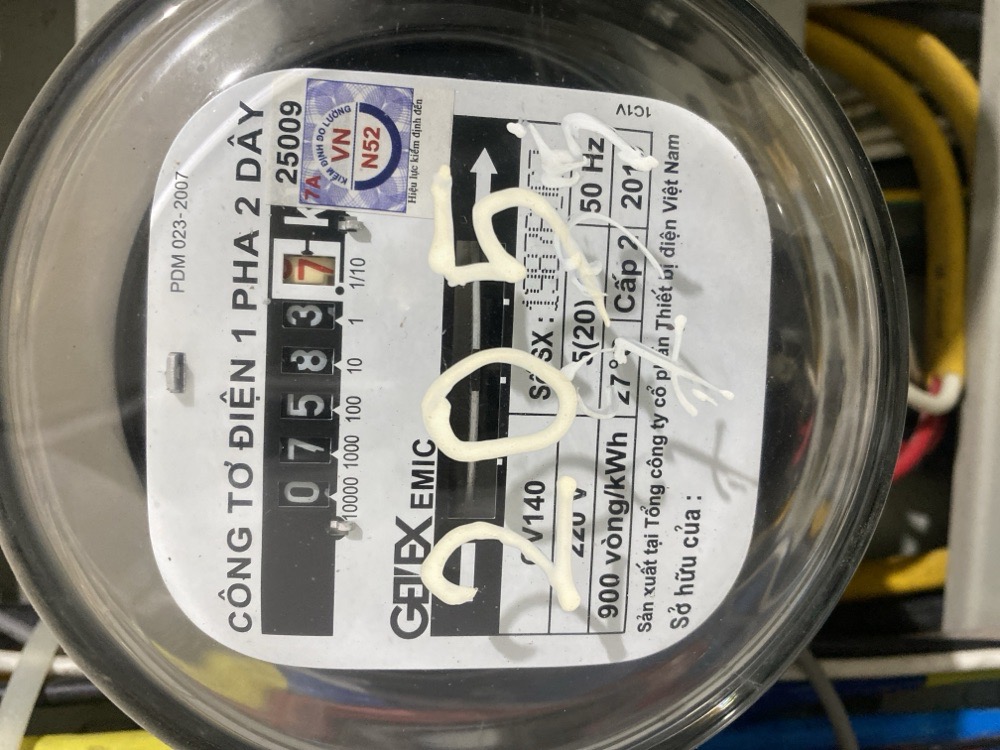 PDM 023-2007
CÔNG TƠ ĐIỆN 1 PHA 2 DÂY
25009
KIỂM ĐỊNH ĐO LƯỜNG
7A
VN
N52
Hiệu lực kiểm định đến
0 7 5 8 3 7
10000 1000 100 10 1 1/10
GELEX EMIC
205
V140
220 V
5(20)
50 Hz
900 vòng/kWh
27°
Cấp 2
Sản xuất tại Tổng công ty cổ phần Thiết bị điện Việt Nam
Sở hữu của :
1C1V